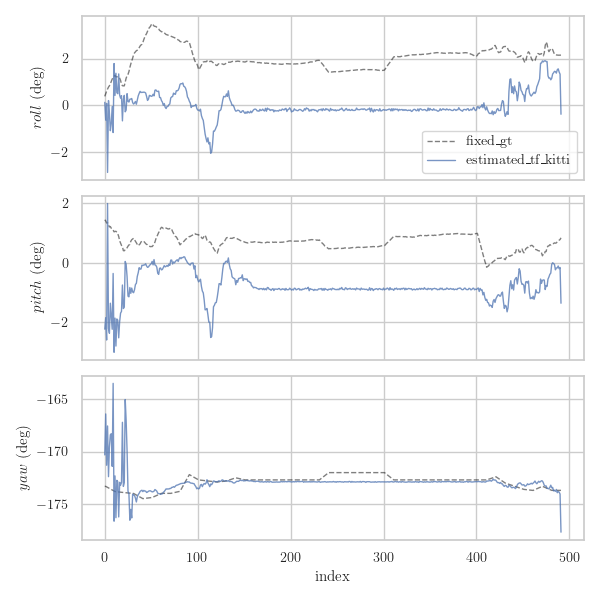 2
0
−2
roll (deg)
fixed_gt
estimated_tf_kitti
2
0
−2
pitch (deg)
−165
−170
−175
yaw (deg)
0 100 200 300 400 500
index